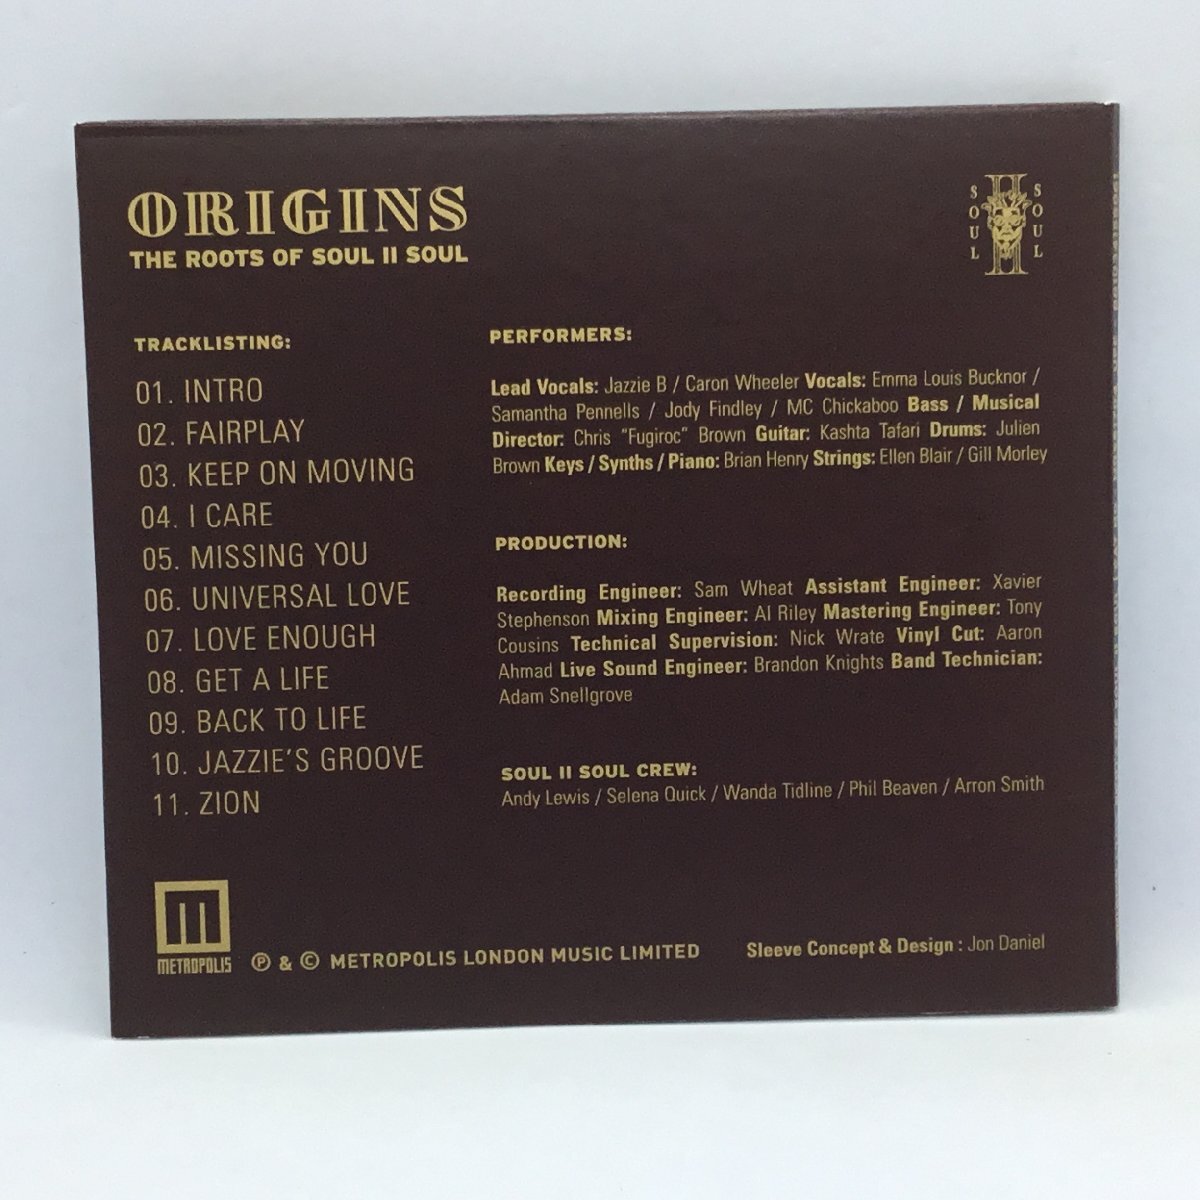 ORIGINS
THE ROOTS OF SOUL II SOUL
SOUL II SOUL
TRACKLISTING:
01. INTRO
02. FAIRPLAY
03. KEEP ON MOVING
04. I CARE
05. MISSING YOU
06. UNIVERSAL LOVE
07. LOVE ENOUGH
08. GET A LIFE
09. BACK TO LIFE
10. JAZZIE'S GROOVE
11. ZION
PERFORMERS:
Lead Vocals: Jazzie B / Caron Wheeler Vocals: Emma Louis Bucknor /
Samantha Pennells / Jody Findley / MC Chickaboo Bass / Musical
Director: Chris "Fugiroc" Brown Guitar: Kashta Tafari Drums: Julien
Brown Keys / Synths / Piano: Brian Henry Strings: Ellen Blair / Gill Morley
PRODUCTION:
Recording Engineer: Sam Wheat Assistant Engineer: Xavier
Stephenson Mixing Engineer: Al Riley Mastering Engineer: Tony
Cousins Technical Supervision: Nick Wrate Vinyl Cut: Aaron
Ahmad Live Sound Engineer: Brandon Knights Band Technician:
Adam Snellgrove
SOUL II SOUL CREW:
Andy Lewis / Selena Quick / Wanda Tidline / Phil Beaven / Arron Smith
METROPOLIS
℗ & © METROPOLIS LONDON MUSIC LIMITED
Sleeve Concept & Design : Jon Daniel